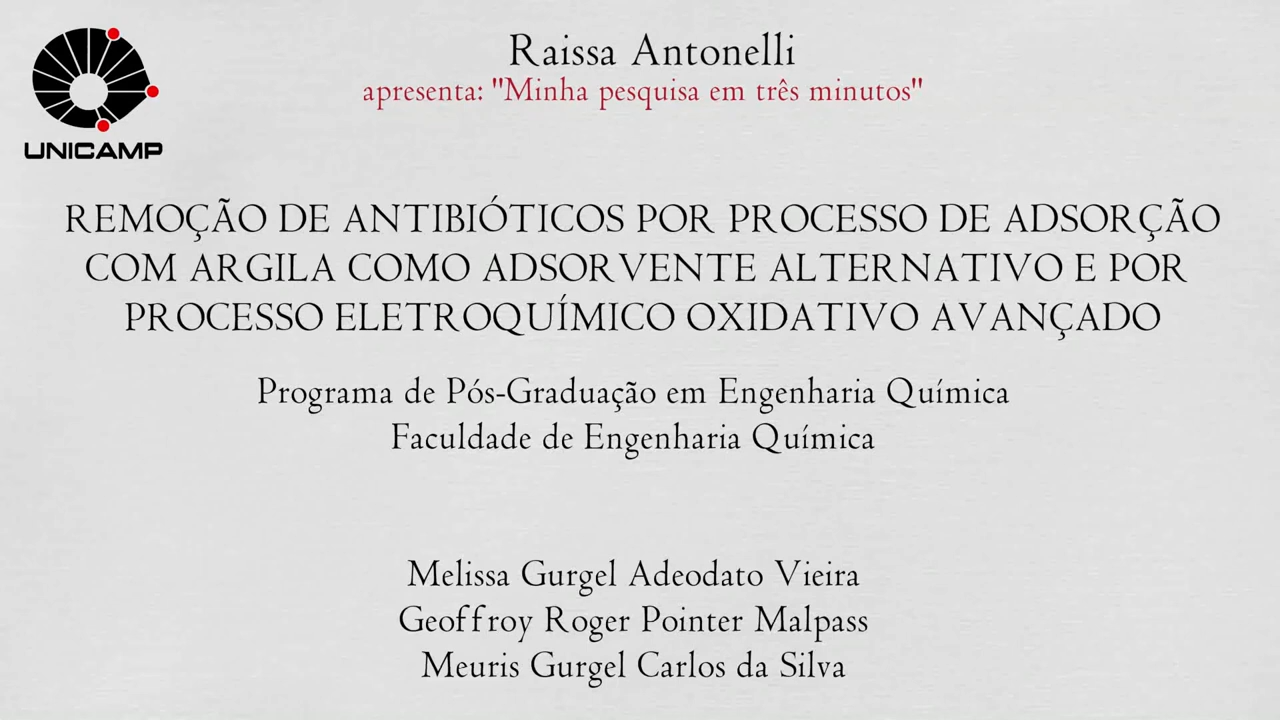 Raissa Antonelli
apresenta: "Minha pesquisa em três minutos"
UNICAMP
REMOÇÃO DE ANTIBIÓTICOS POR PROCESSO DE ADSORÇÃO
COM ARGILA COMO ADSORVENTE ALTERNATIVO E POR
PROCESSO ELETROQUÍMICO OXIDATIVO AVANÇADO
Programa de Pós-Graduação em Engenharia Química
Faculdade de Engenharia Química
Melissa Gurgel Adeodato Vieira
Geoffroy Roger Pointer Malpass
Meuris Gurgel Carlos da Silva